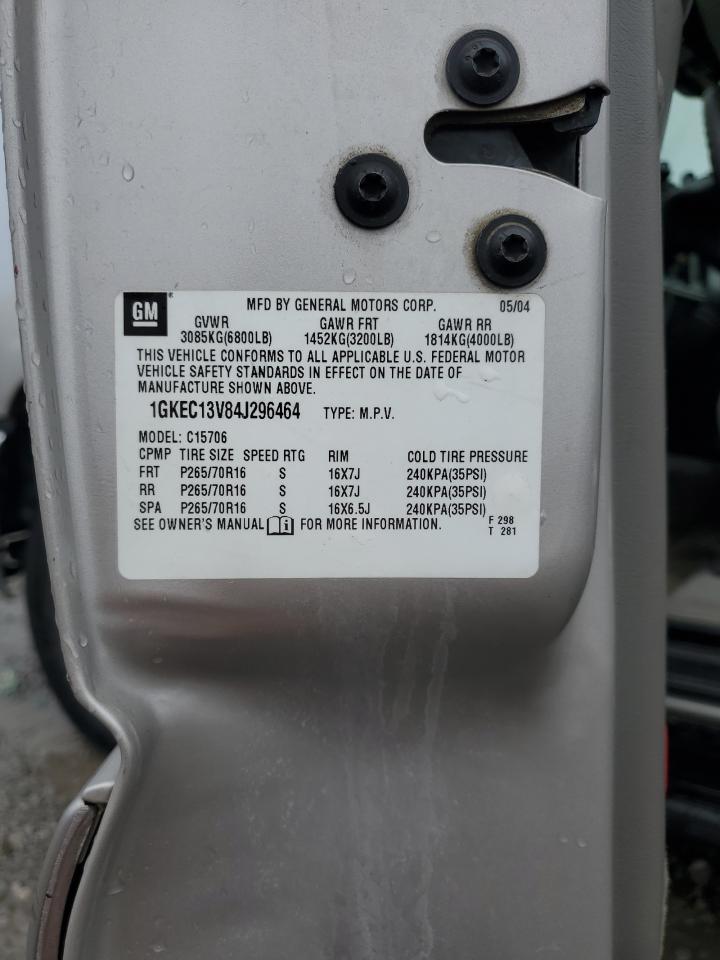 GM ® MFD BY GENERAL MOTORS CORP. 05/04
GVWR GAWR FRT GAWR RR
3085KG(6800LB) 1452KG(3200LB) 1814KG(4000LB)
THIS VEHICLE CONFORMS TO ALL APPLICABLE U.S. FEDERAL MOTOR
VEHICLE SAFETY STANDARDS IN EFFECT ON THE DATE OF
MANUFACTURE SHOWN ABOVE.
1GKEC13V84J296464 TYPE: M.P.V.
MODEL: C15706
CPMP TIRE SIZE SPEED RTG RIM COLD TIRE PRESSURE
FRT P265/70R16 S 16X7J 240KPA(35PSI)
RR P265/70R16 S 16X7J 240KPA(35PSI)
SPA P265/70R16 S 16X6.5J 240KPA(35PSI)
SEE OWNER'S MANUAL i FOR MORE INFORMATION. F 298
T 281